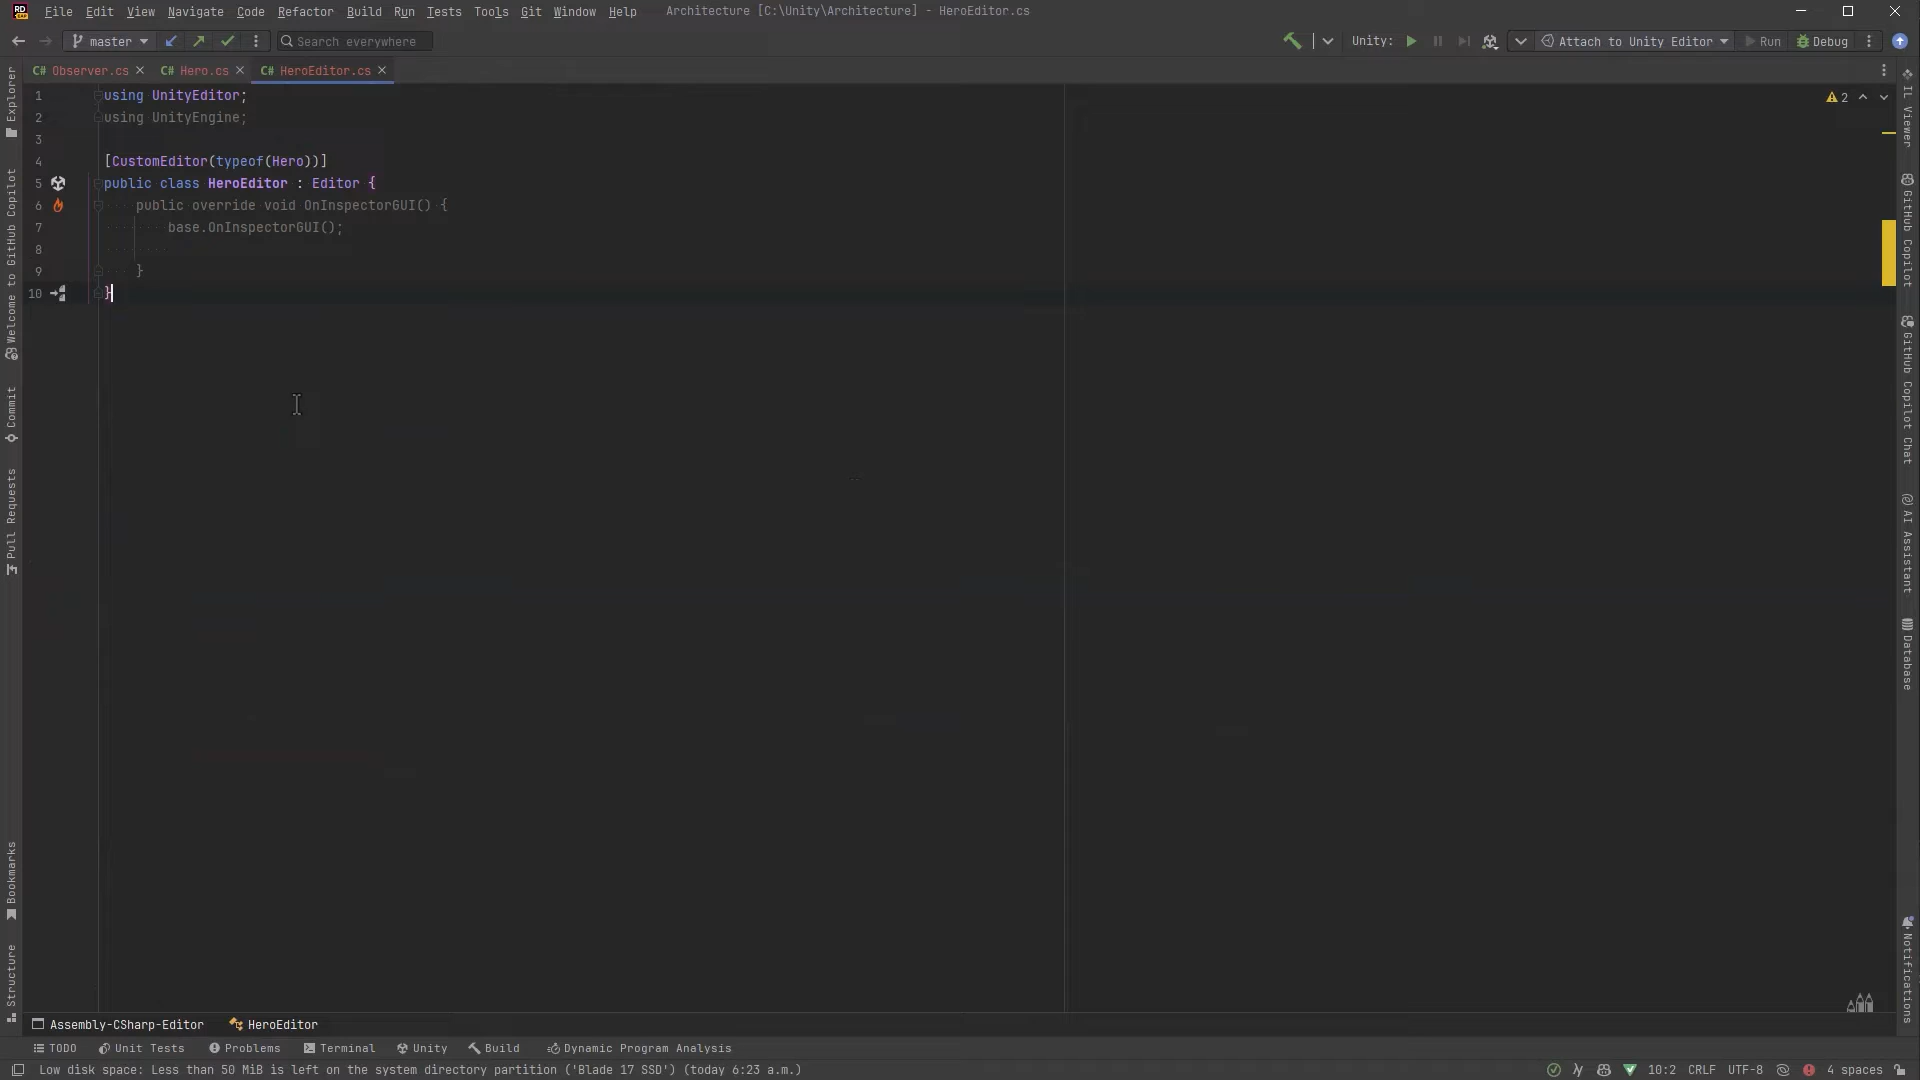 RD
File Edit View Navigate Code Refactor Build Run Tests Tools Git Window Help Architecture [C:\Unity\Architecture] - HeroEditor.cs
master Search everywhere Unity: Attach to Unity Editor Run Debug
C# Observer.cs C# Hero.cs C# HeroEditor.cs
1 using UnityEditor; 2
2 using UnityEngine;
3
4 [CustomEditor(typeof(Hero))]
5 public class HeroEditor : Editor {
6 public override void OnInspectorGUI() {
7 base.OnInspectorGUI();
8
9 }
10 }
Explorer
Welcome to GitHub Copilot
Commit
Pull Requests
Bookmarks
Structure
IL Viewer
GitHub Copilot
GitHub Copilot Chat
AI Assistant
Database
Notifications
Assembly-CSharp-Editor HeroEditor
TODO Unit Tests Problems Terminal Unity Build Dynamic Program Analysis
Low disk space: Less than 50 MiB is left on the system directory partition ('Blade 17 SSD') (today 6:23 a.m.) 10:2 CRLF UTF-8 4 spaces